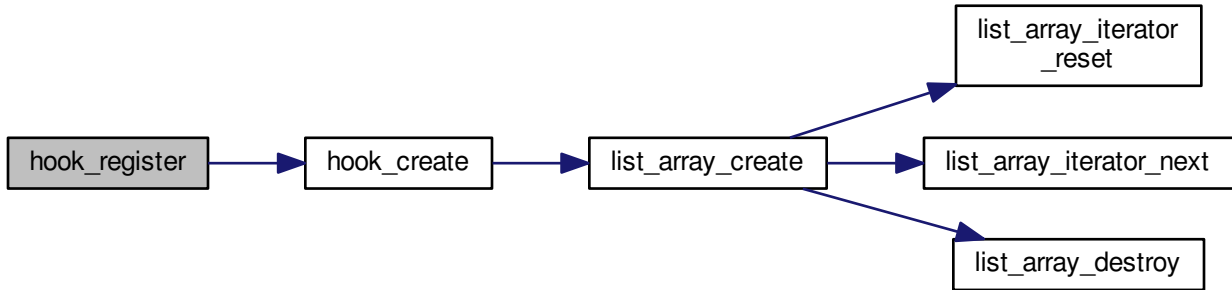 list_array_iterator
_reset
hook_register
hook_create
list_array_create
list_array_iterator_next
list_array_destroy